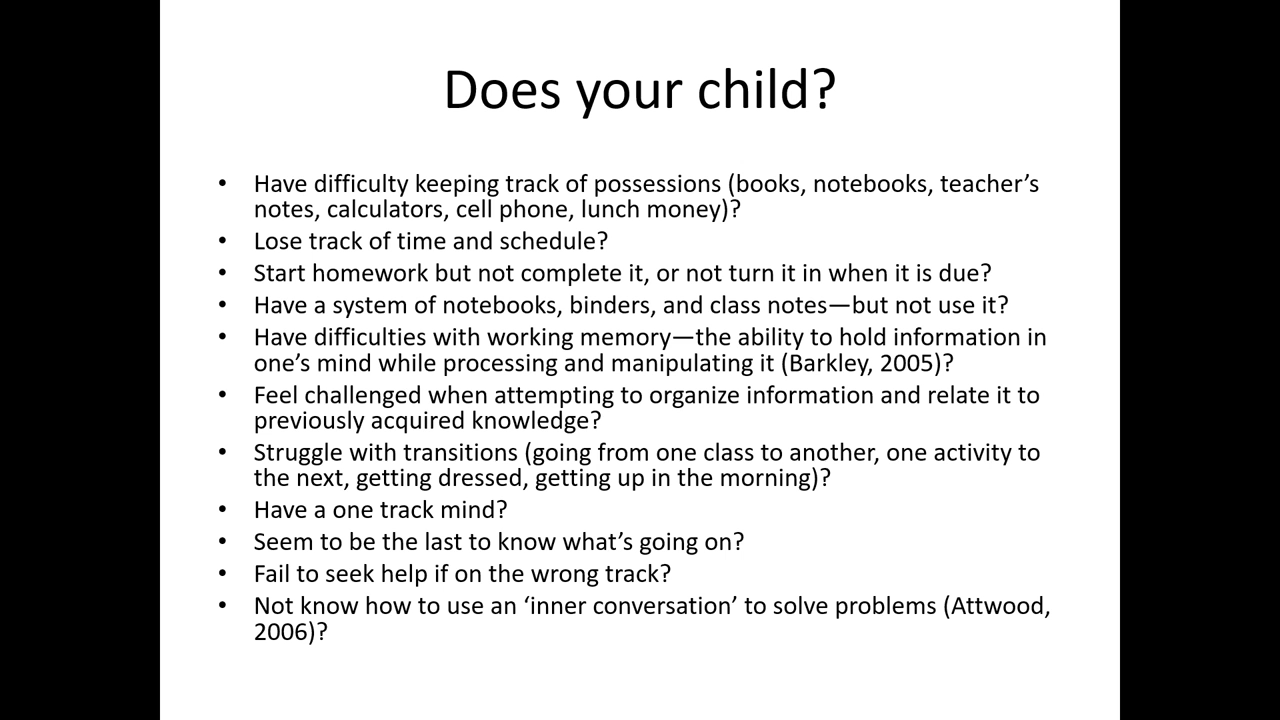 Does your child?
• Have difficulty keeping track of possessions (books, notebooks, teacher’s
notes, calculators, cell phone, lunch money)?
• Lose track of time and schedule?
• Start homework but not complete it, or not turn it in when it is due?
• Have a system of notebooks, binders, and class notes—but not use it?
• Have difficulties with working memory—the ability to hold information in
one’s mind while processing and manipulating it (Barkley, 2005)?
• Feel challenged when attempting to organize information and relate it to
previously acquired knowledge?
• Struggle with transitions (going from one class to another, one activity to
the next, getting dressed, getting up in the morning)?
• Have a one track mind?
• Seem to be the last to know what’s going on?
• Fail to seek help if on the wrong track?
• Not know how to use an ‘inner conversation’ to solve problems (Attwood,
2006)?